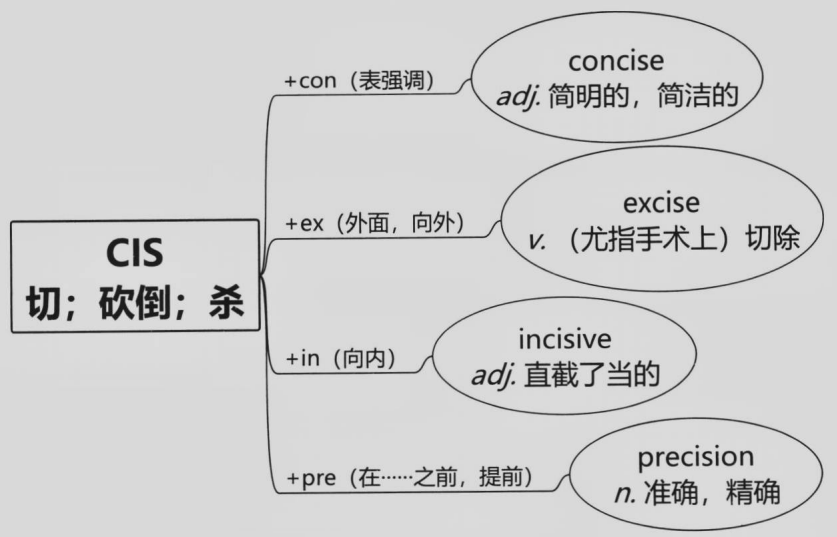 CIS
切；砍倒；杀
+con（表强调）
concise
adj. 简明的，简洁的
+ex（外面，向外）
excise
v. （尤指手术上）切除
+in（向内）
incisive
adj. 直截了当的
+pre（在……之前，提前）
precision
n. 准确，精确